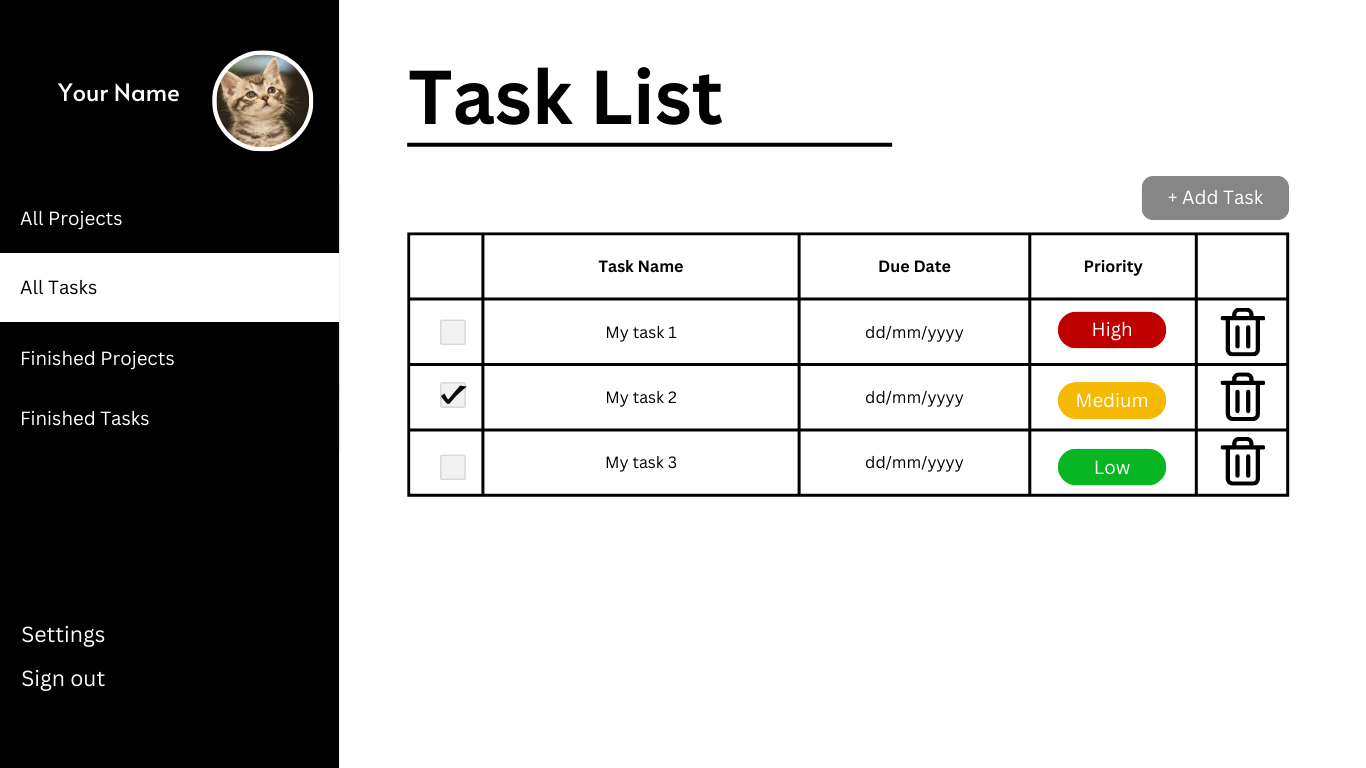 Your Name
All Projects
All Tasks
Finished Projects
Finished Tasks
Settings
Sign out
Task List
+ Add Task
Task Name Due Date Priority
My task 1 dd/mm/yyyy High
My task 2 dd/mm/yyyy Medium
My task 3 dd/mm/yyyy Low